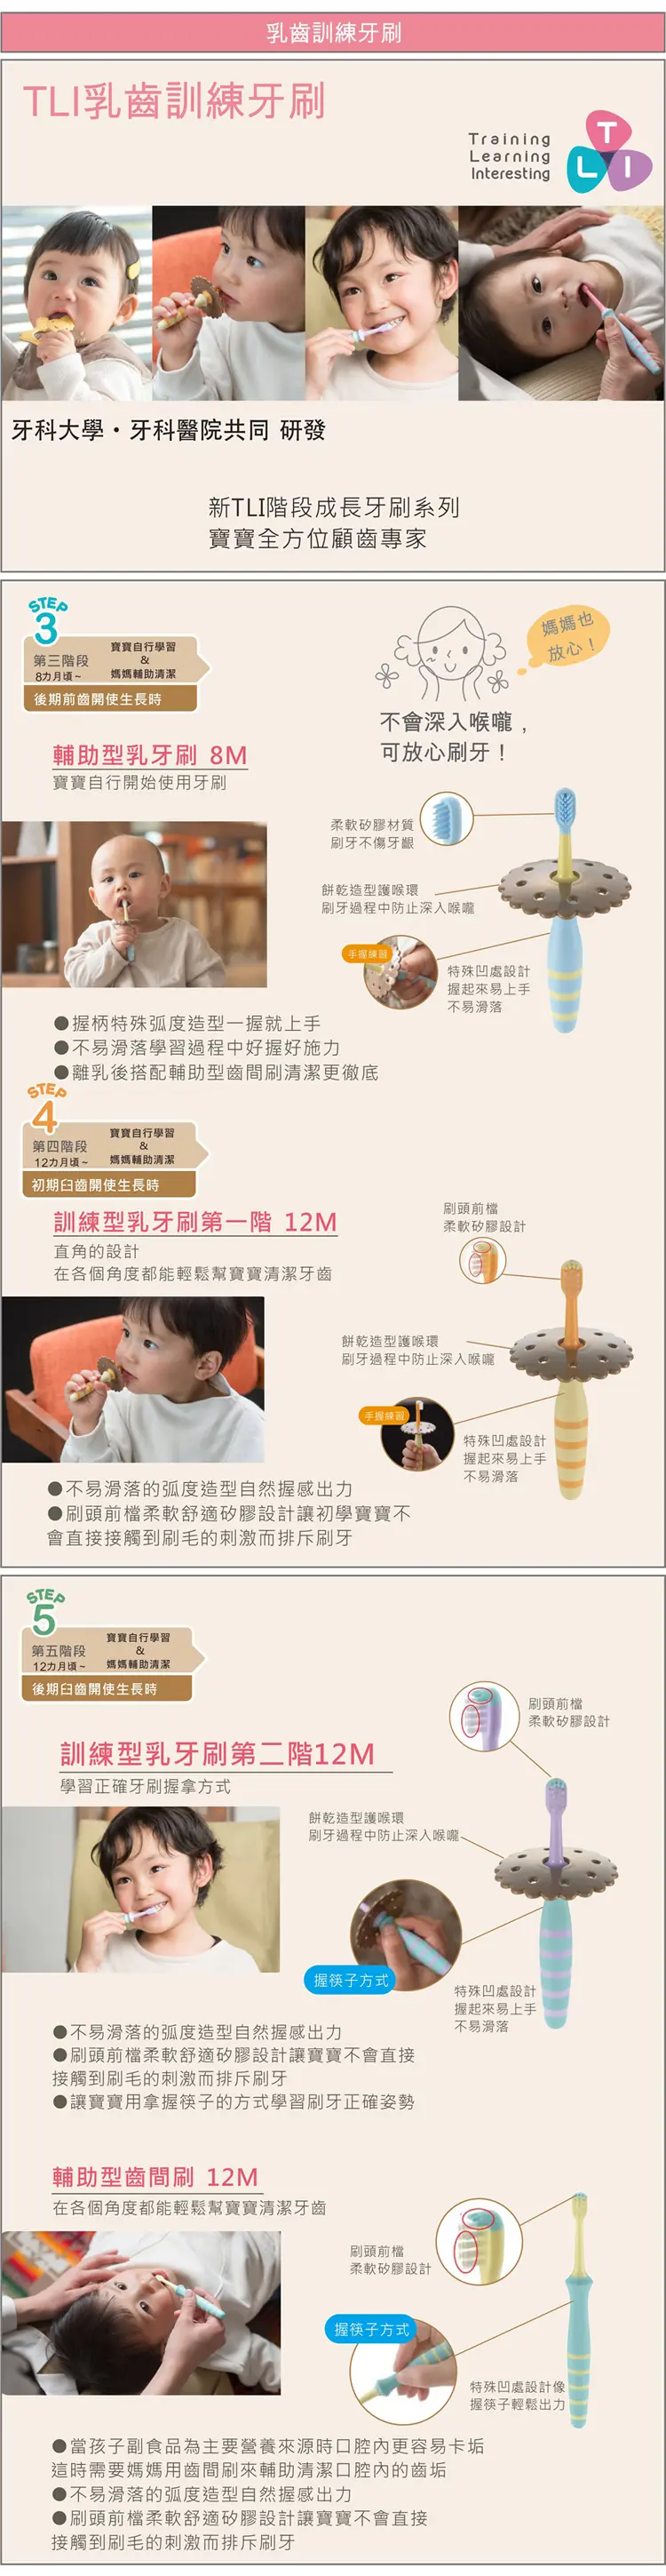 乳齒訓練牙刷
TLI乳齒訓練牙刷
Training
Learning
Interesting
T
L I
牙科大學・牙科醫院共同 研發
新TLI階段成長牙刷系列
寶寶全方位顧齒專家
STEP
3
第三階段
8カ月頃~
寶寶自行學習
&
媽媽輔助清潔
後期前齒開使生長時
媽媽也
放心！
不會深入喉嚨，
可放心刷牙！
輔助型乳牙刷 8M
寶寶自行開始使用牙刷
柔軟矽膠材質
刷牙不傷牙齦
餅乾造型護喉環
刷牙過程中防止深入喉嚨
手握練習
特殊凹處設計
握起來易上手
不易滑落
●握柄特殊弧度造型一握就上手
●不易滑落學習過程中好握好施力
●離乳後搭配輔助型齒間刷清潔更徹底
STEP
4
第四階段
12カ月頃~
寶寶自行學習
&
媽媽輔助清潔
初期臼齒開使生長時
訓練型乳牙刷第一階 12M
直角的設計
在各個角度都能輕鬆幫寶寶清潔牙齒
刷頭前檔
柔軟矽膠設計
餅乾造型護喉環
刷牙過程中防止深入喉嚨
手握練習
特殊凹處設計
握起來易上手
不易滑落
●不易滑落的弧度造型自然握感出力
●刷頭前檔柔軟舒適矽膠設計讓初學寶寶不
會直接接觸到刷毛的刺激而排斥刷牙
STEP
5
第五階段
12カ月頃~
寶寶自行學習
&
媽媽輔助清潔
後期臼齒開使生長時
訓練型乳牙刷第二階12M
學習正確牙刷握拿方式
刷頭前檔
柔軟矽膠設計
餅乾造型護喉環
刷牙過程中防止深入喉嚨
握筷子方式
特殊凹處設計
握起來易上手
不易滑落
●不易滑落的弧度造型自然握感出力
●刷頭前檔柔軟舒適矽膠設計讓寶寶不會直接
接觸到刷毛的刺激而排斥刷牙
●讓寶寶用拿握筷子的方式學習刷牙正確姿勢
輔助型齒間刷 12M
在各個角度都能輕鬆幫寶寶清潔牙齒
刷頭前檔
柔軟矽膠設計
握筷子方式
特殊凹處設計像
握筷子輕鬆出力
●當孩子副食品為主要營養來源時口腔內更容易卡垢
這時需要媽媽用齒間刷來輔助清潔口腔內的齒垢
●不易滑落的弧度造型自然握感出力
●刷頭前檔柔軟舒適矽膠設計讓寶寶不會直接
接觸到刷毛的刺激而排斥刷牙